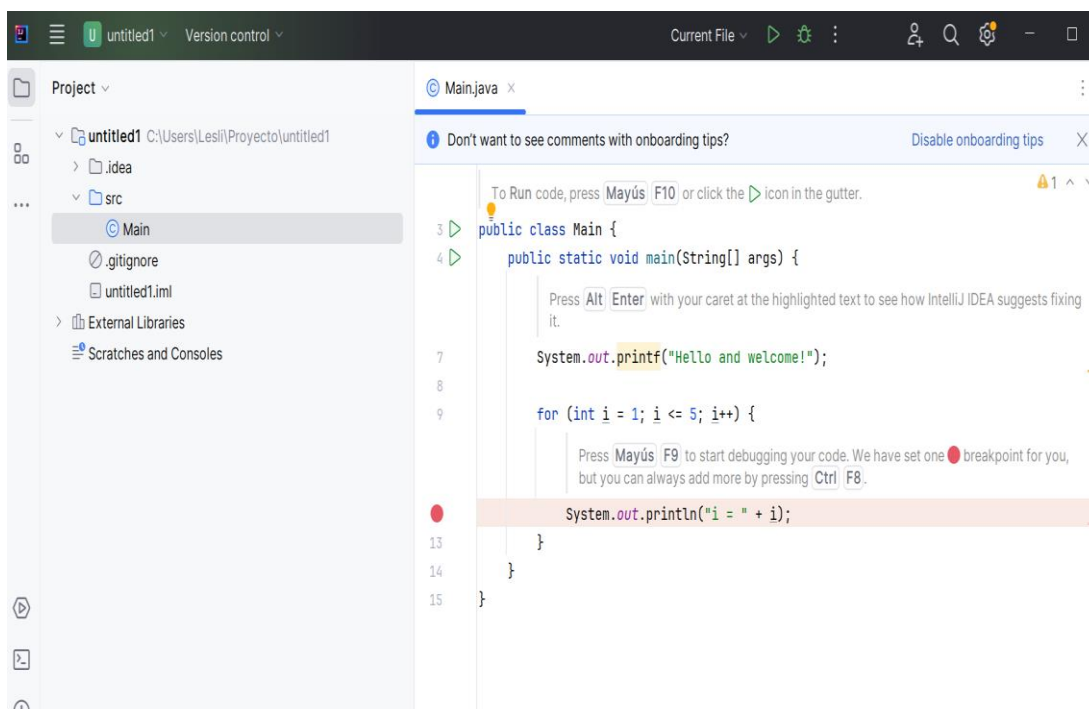 U untitled1 Version control Current File
Project
untitled1 C:\Users\Lesli\Proyecto\untitled1
.idea
src
Main
.gitignore
untitled1.iml
External Libraries
Scratches and Consoles
Main.java
Don't want to see comments with onboarding tips? Disable onboarding tips
To Run code, press Mayús F10 or click the icon in the gutter.
1
3 public class Main {
4 public static void main(String[] args) {
Press Alt Enter with your caret at the highlighted text to see how IntelliJ IDEA suggests fixing
it.
7 System.out.printf("Hello and welcome!");
8
9 for (int i = 1; i <= 5; i++) {
Press Mayús F9 to start debugging your code. We have set one breakpoint for you,
but you can always add more by pressing Ctrl F8.
System.out.println("i = " + i);
13 }
14 }
15 }